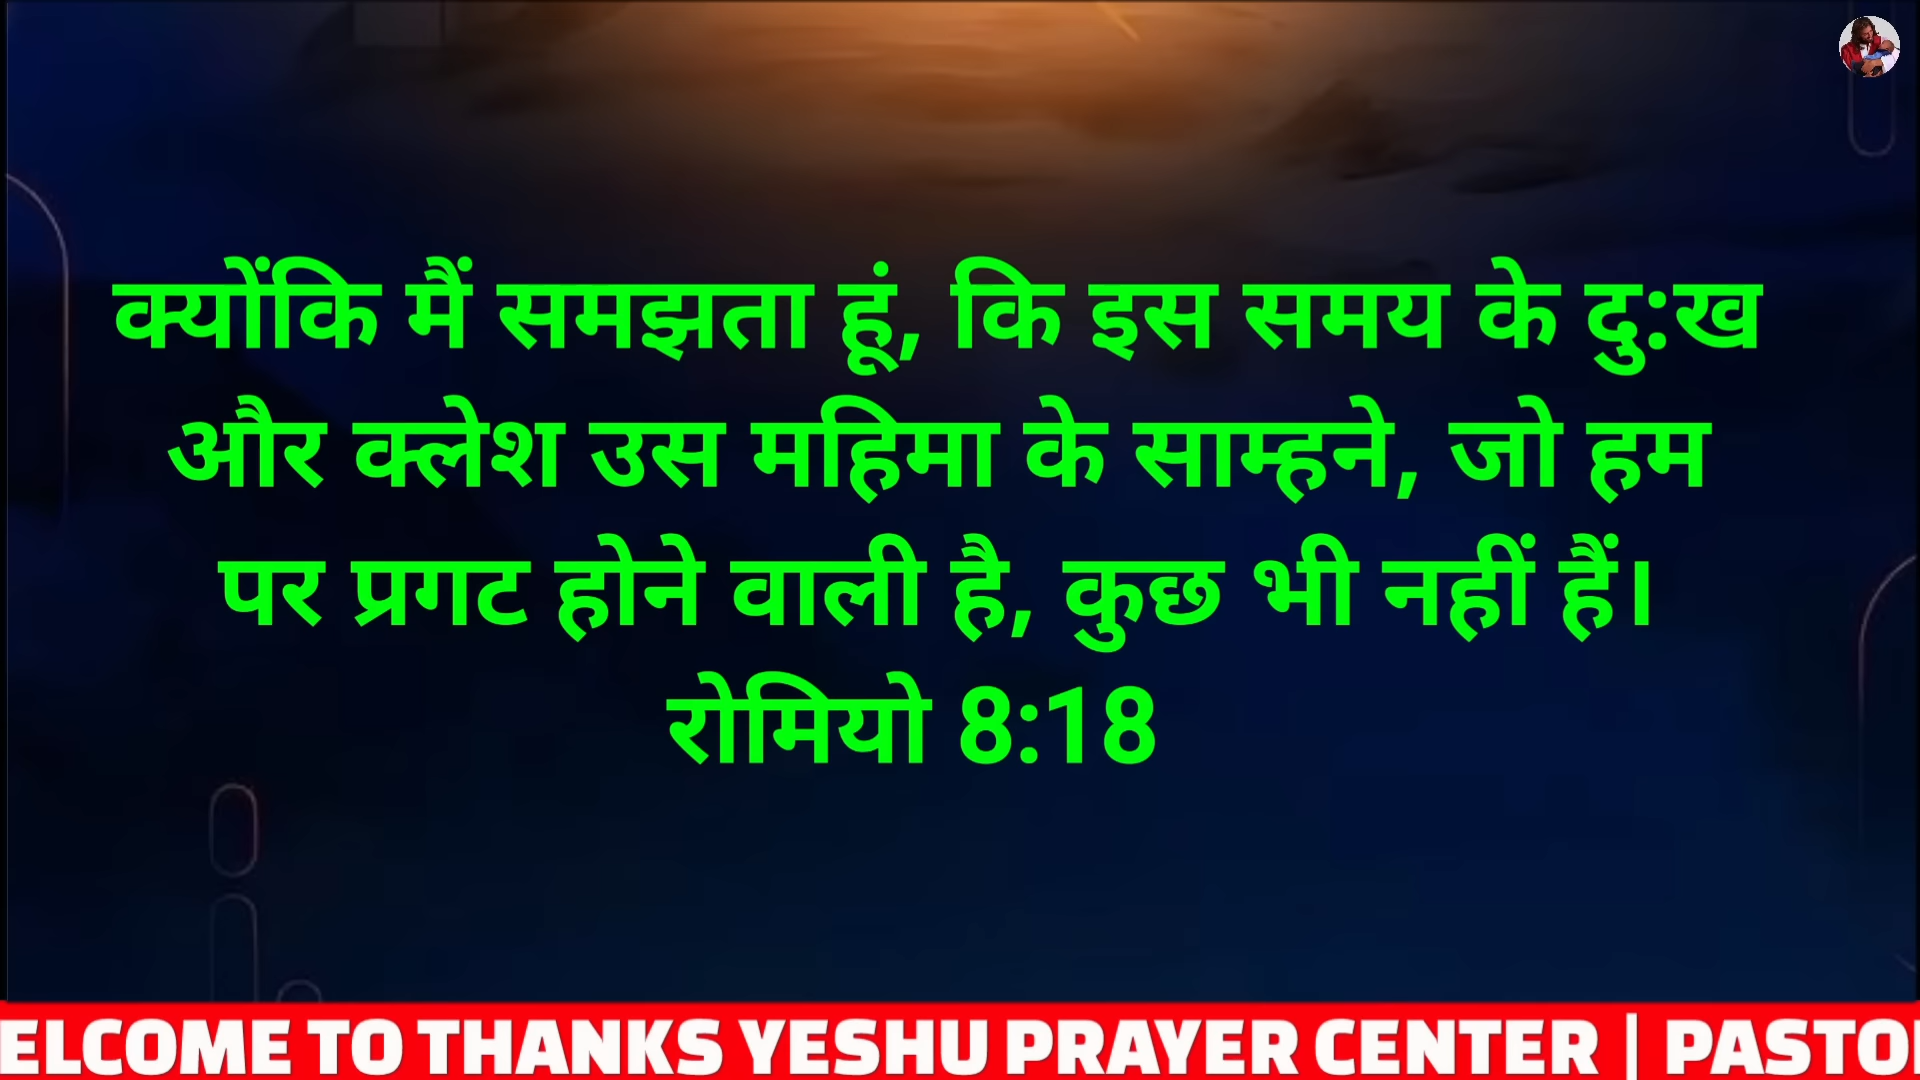 क्योंकि मैं समझता हूं, कि इस समय के दु:ख
और क्लेश उस महिमा के साम्हने, जो हम
पर प्रगट होने वाली है, कुछ भी नहीं हैं।
रोमियो 8:18
ELCOME TO THANKS YESHU PRAYER CENTER | PASTO